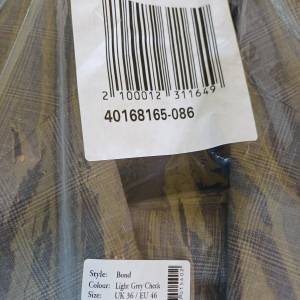 2 100012 311649
40168165-086
Style: Bond
Colour: Light Grey Check
Size: UK 36 / EU 46